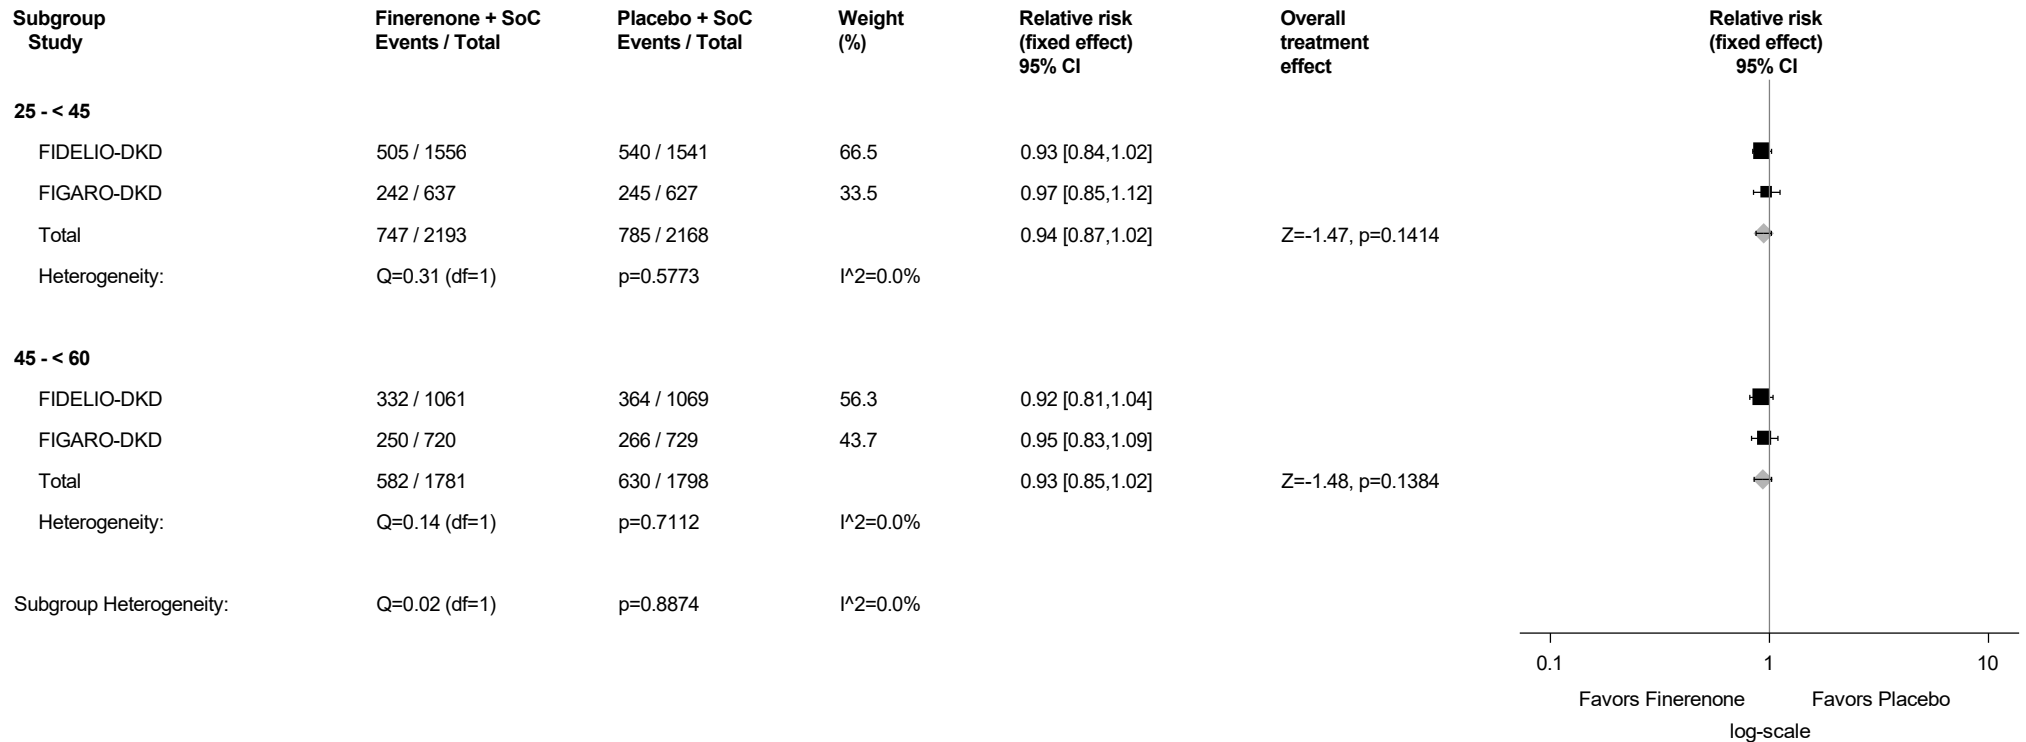 Subgroup Finerenone + SoC Placebo + SoC Weight Relative risk Overall Relative risk
Study Events / Total Events / Total (%) (fixed effect) treatment (fixed effect)
95% CI effect 95% CI
25 - < 45
FIDELIO-DKD 505 / 1556 540 / 1541 66.5 0.93 [0.84,1.02]
FIGARO-DKD 242 / 637 245 / 627 33.5 0.97 [0.85,1.12]
Total 747 / 2193 785 / 2168 0.94 [0.87,1.02] Z=-1.47, p=0.1414
Heterogeneity: Q=0.31 (df=1) p=0.5773 I^2=0.0%
45 - < 60
FIDELIO-DKD 332 / 1061 364 / 1069 56.3 0.92 [0.81,1.04]
FIGARO-DKD 250 / 720 266 / 729 43.7 0.95 [0.83,1.09]
Total 582 / 1781 630 / 1798 0.93 [0.85,1.02] Z=-1.48, p=0.1384
Heterogeneity: Q=0.14 (df=1) p=0.7112 I^2=0.0%
Subgroup Heterogeneity: Q=0.02 (df=1) p=0.8874 I^2=0.0%
0.1 1 10
Favors Finerenone Favors Placebo
log-scale